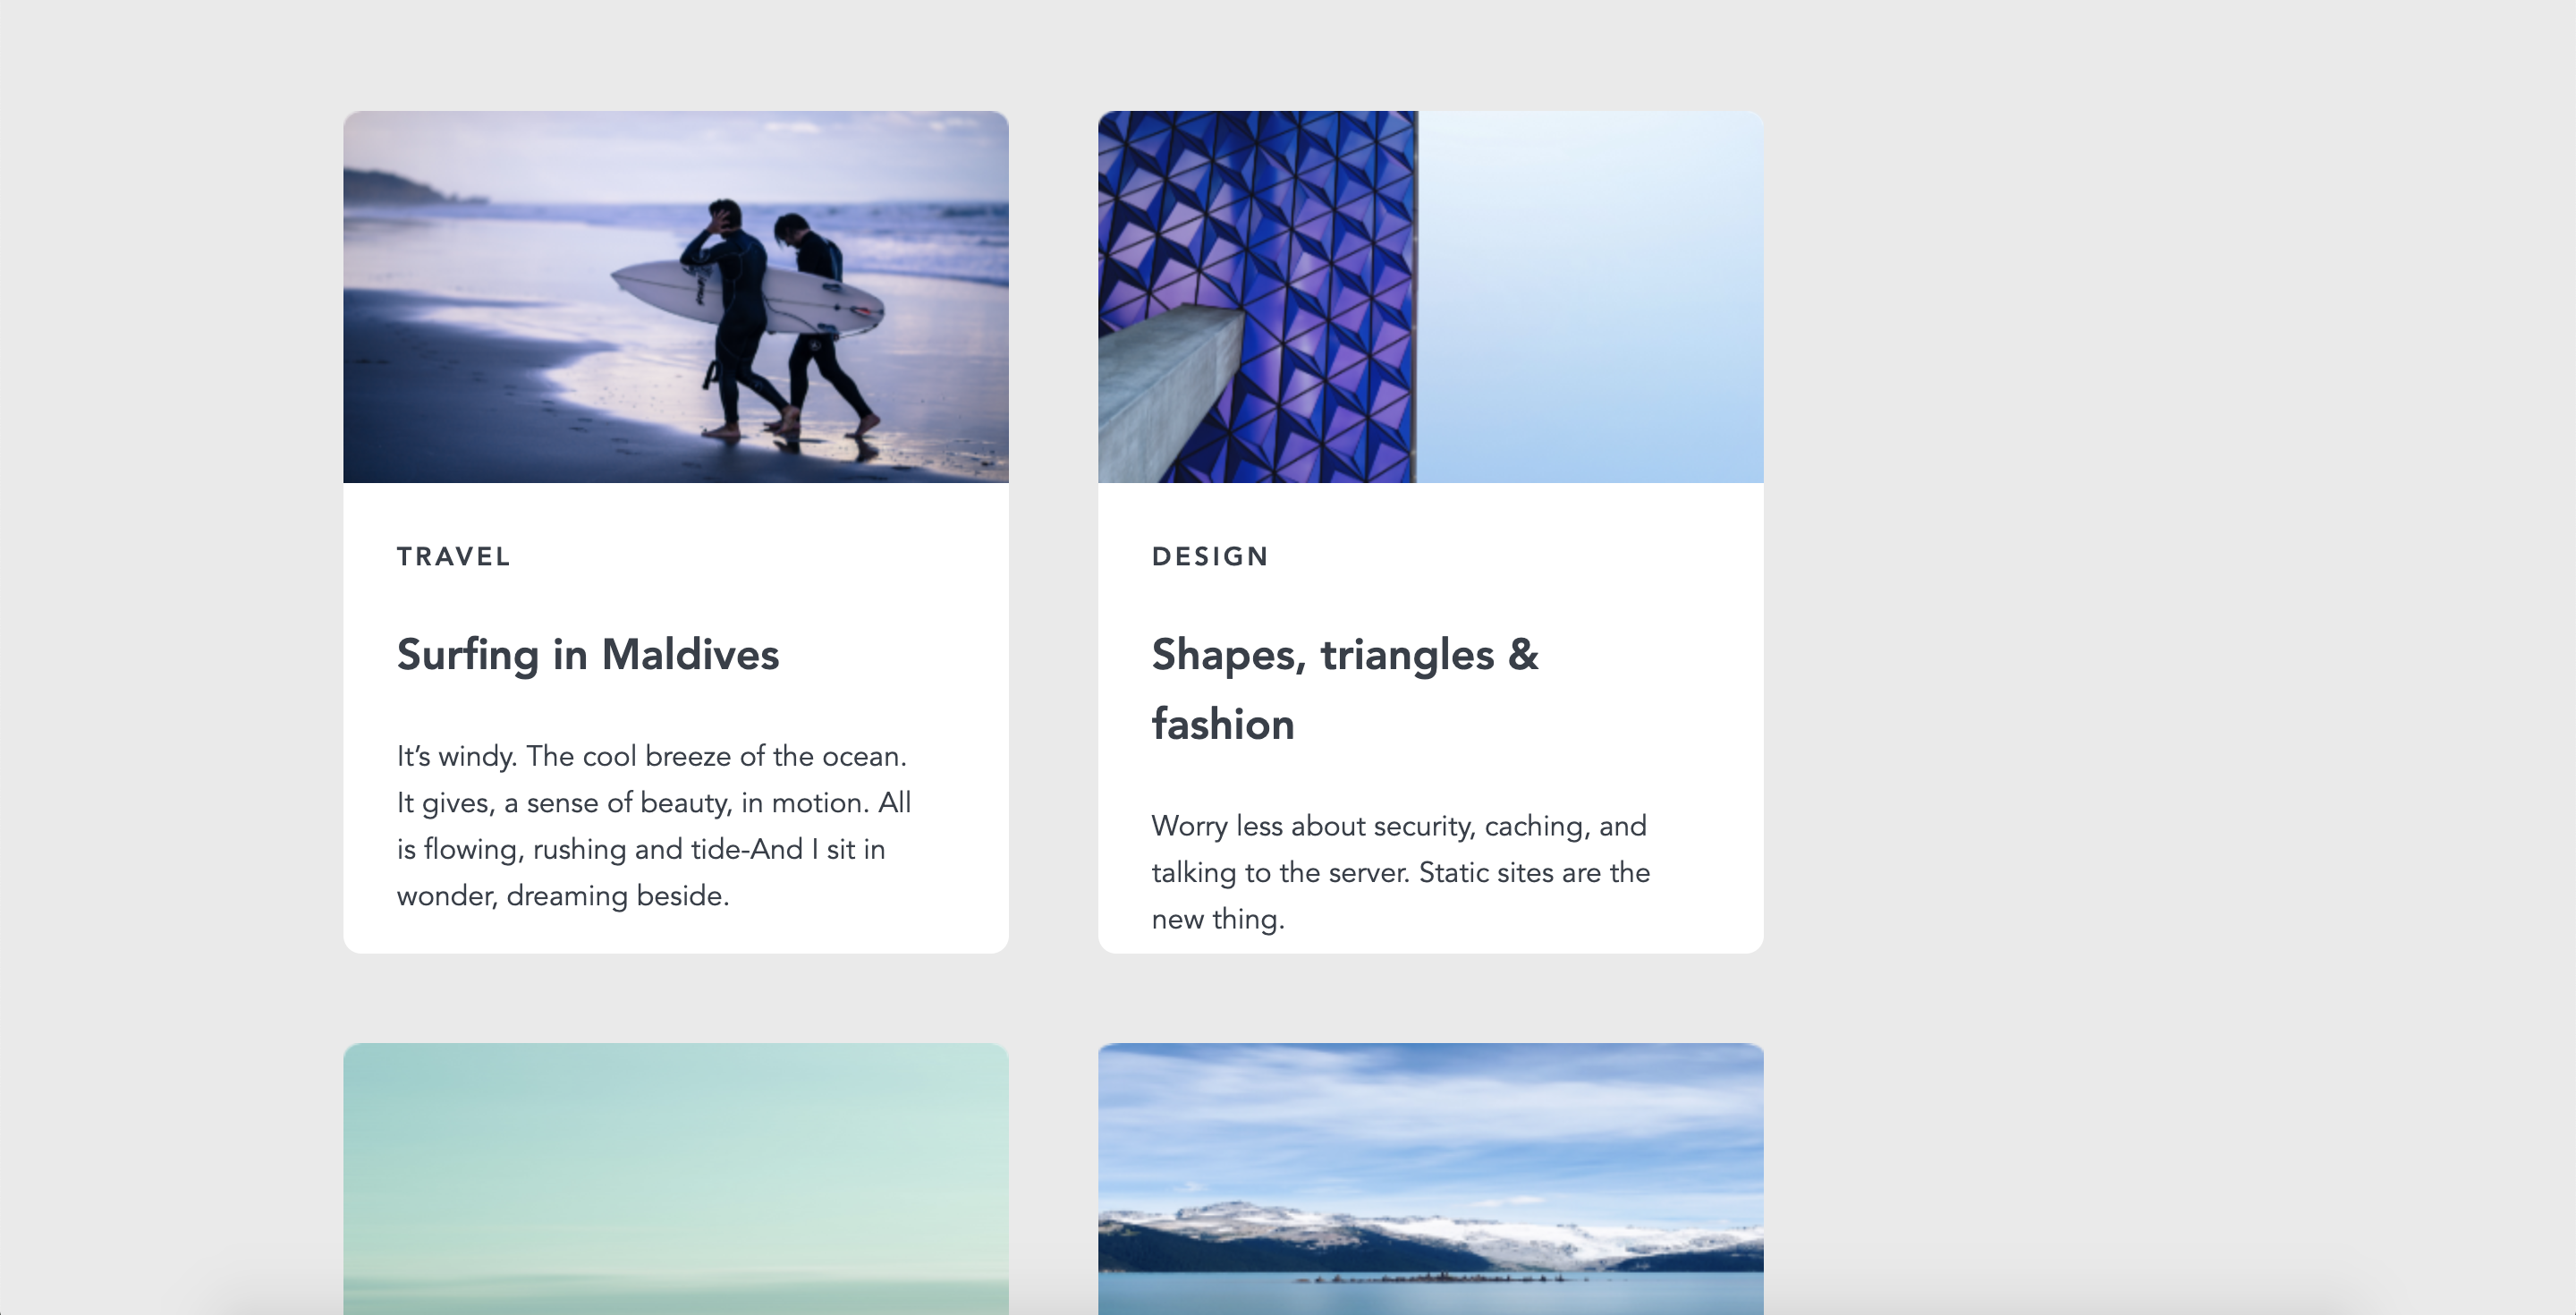 TRAVEL
Surfing in Maldives
It’s windy. The cool breeze of the ocean.
It gives, a sense of beauty, in motion. All
is flowing, rushing and tide-And I sit in
wonder, dreaming beside.
DESIGN
Shapes, triangles &
fashion
Worry less about security, caching, and
talking to the server. Static sites are the
new thing.